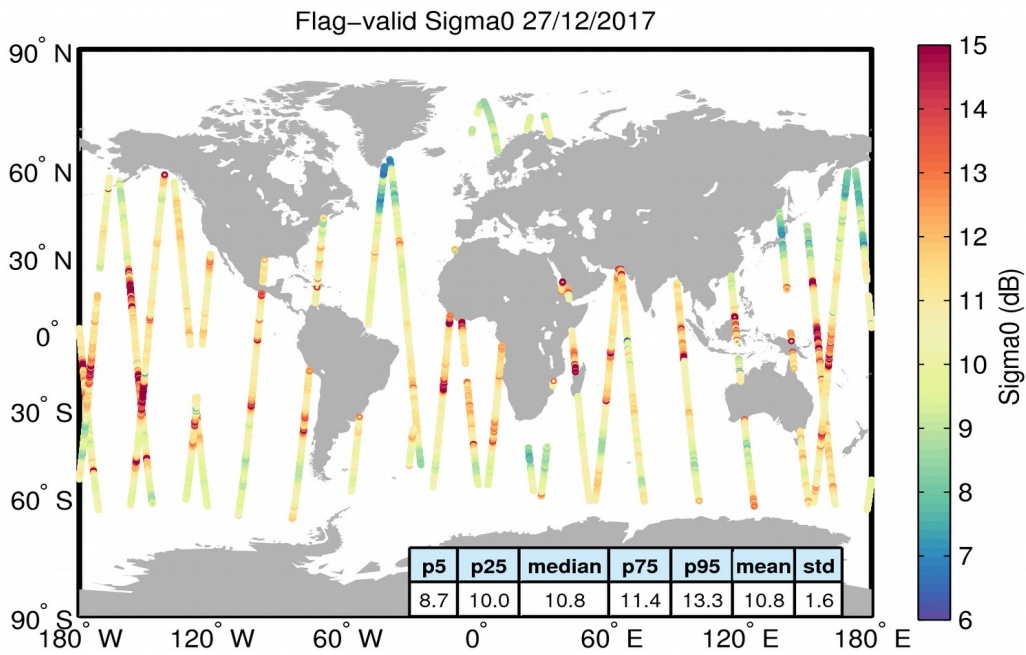 Flag−valid Sigma0 27/12/2017
90° N
60° N
30° N
0°
30° S
60° S
90° S
180° W
120° W
60° W
0°
60° E
120° E
180° E
p5 p25 median p75 p95 mean std
8.7 10.0 10.8 11.4 13.3 10.8 1.6
15
14
13
12
11
10
9
8
7
6
Sigma0 (dB)